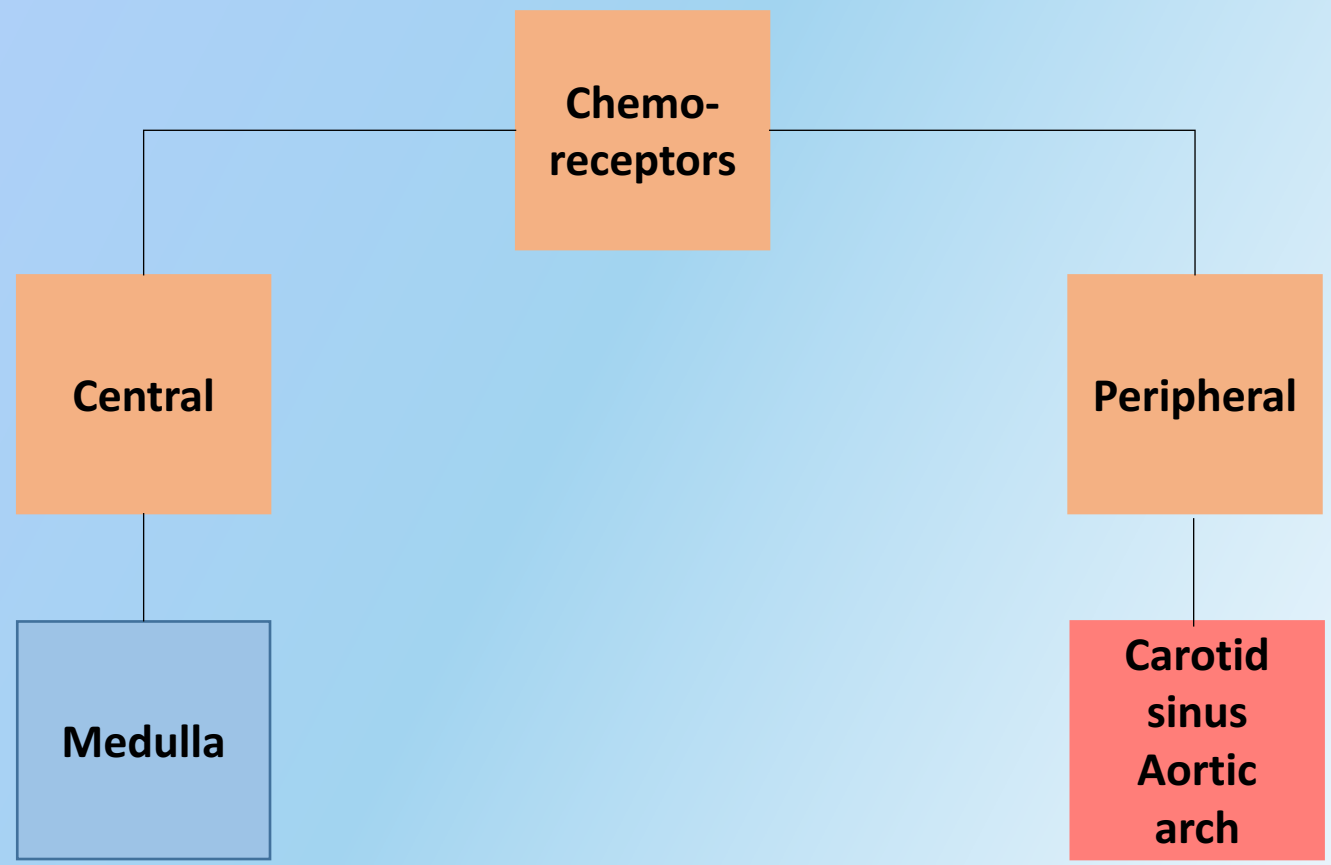 Chemo-
receptors
Central
Peripheral
Medulla
Carotid
sinus
Aortic
arch